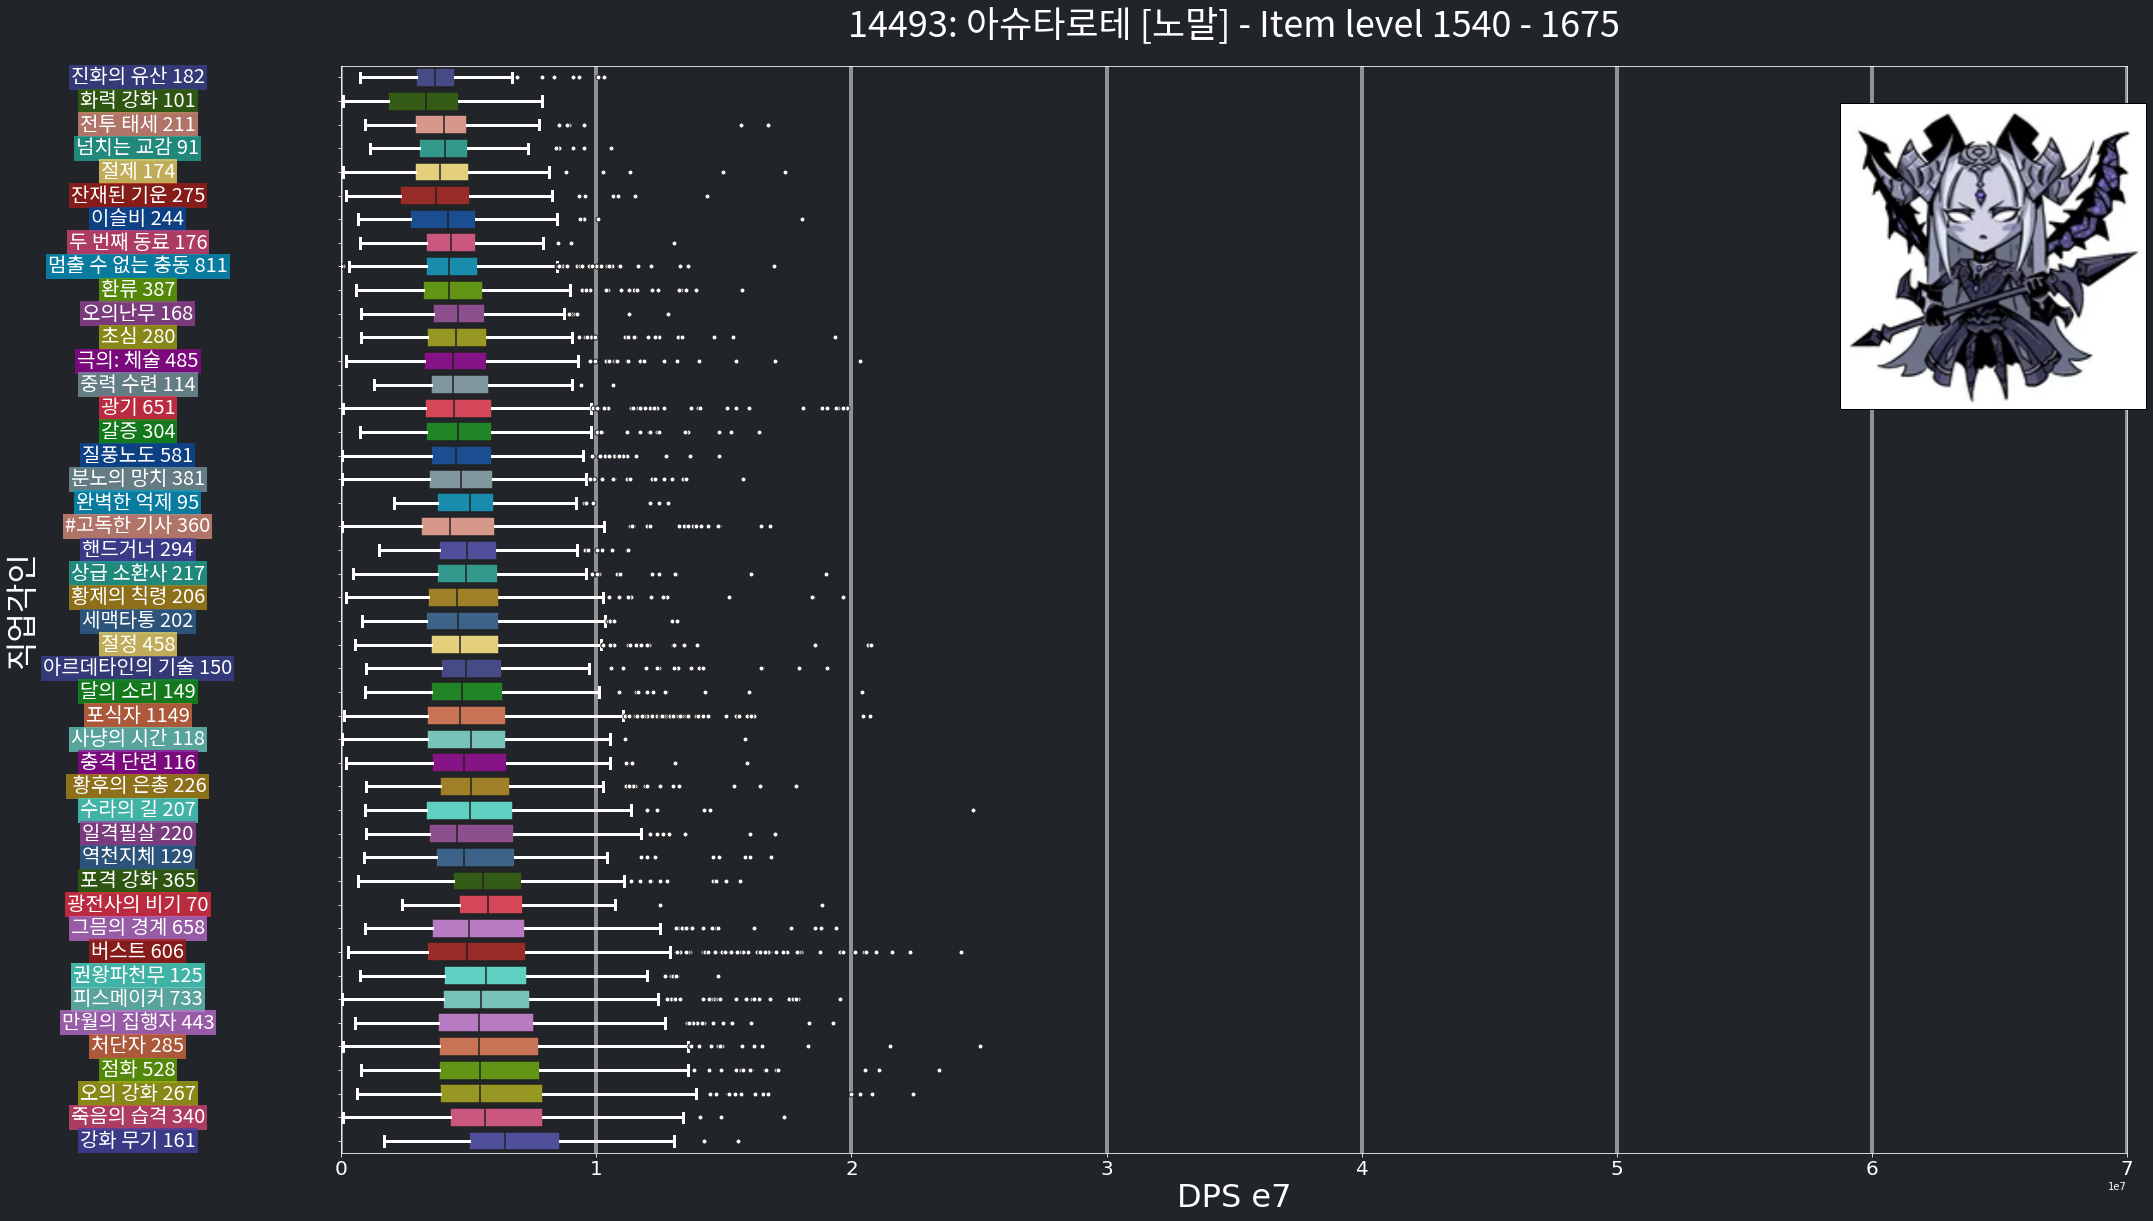 14493: 아슈타로테 [노말] - Item level 1540 - 1675
진화의 유산 182
화력 강화 101
전투 태세 211
넘치는 교감 91
절제 174
잔재된 기운 275
이슬비 244
두 번째 동료 176
멈출 수 없는 충동 811
환류 387
오의난무 168
초심 280
극의: 체술 485
중력 수련 114
광기 651
갈증 304
질풍노도 581
분노의 망치 381
완벽한 억제 95
#고독한 기사 360
핸드거너 294
상급 소환사 217
황제의 칙령 206
세맥타통 202
절정 458
아르데타인의 기술 150
달의 소리 149
포식자 1149
사냥의 시간 118
충격 단련 116
황후의 은총 226
수라의 길 207
일격필살 220
역천지체 129
포격 강화 365
광전사의 비기 70
그믐의 경계 658
버스트 606
권왕파천무 125
피스메이커 733
만월의 집행자 443
처단자 285
점화 528
오의 강화 267
죽음의 습격 340
강화 무기 161
직업각인
0 1 2 3 4 5 6 7
1e7
DPS e7